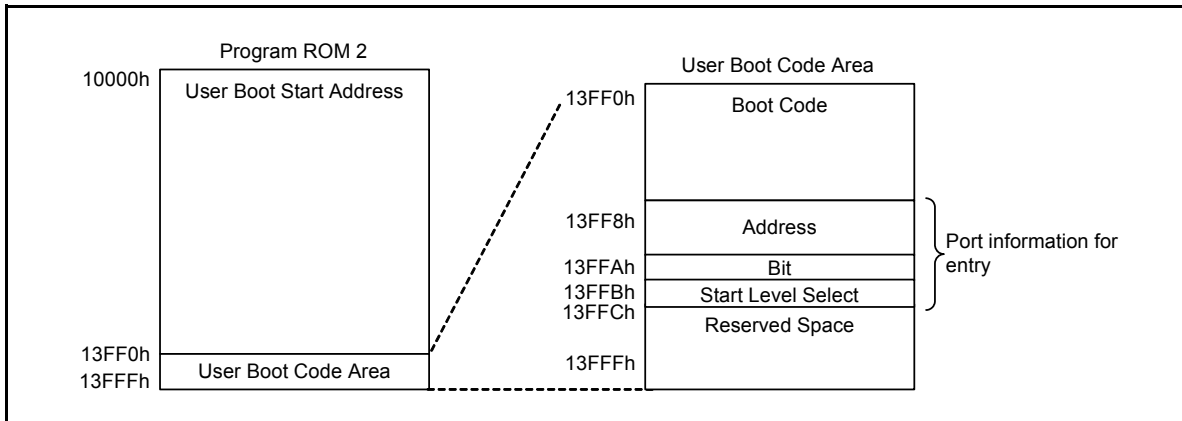 Program ROM 2
10000h
User Boot Start Address
13FF0h
User Boot Code Area
13FFFh
User Boot Code Area
13FF0h
Boot Code
13FF8h
Address
13FFAh
Bit
13FFBh
Start Level Select
13FFCh
Reserved Space
13FFFh
Port information for
entry